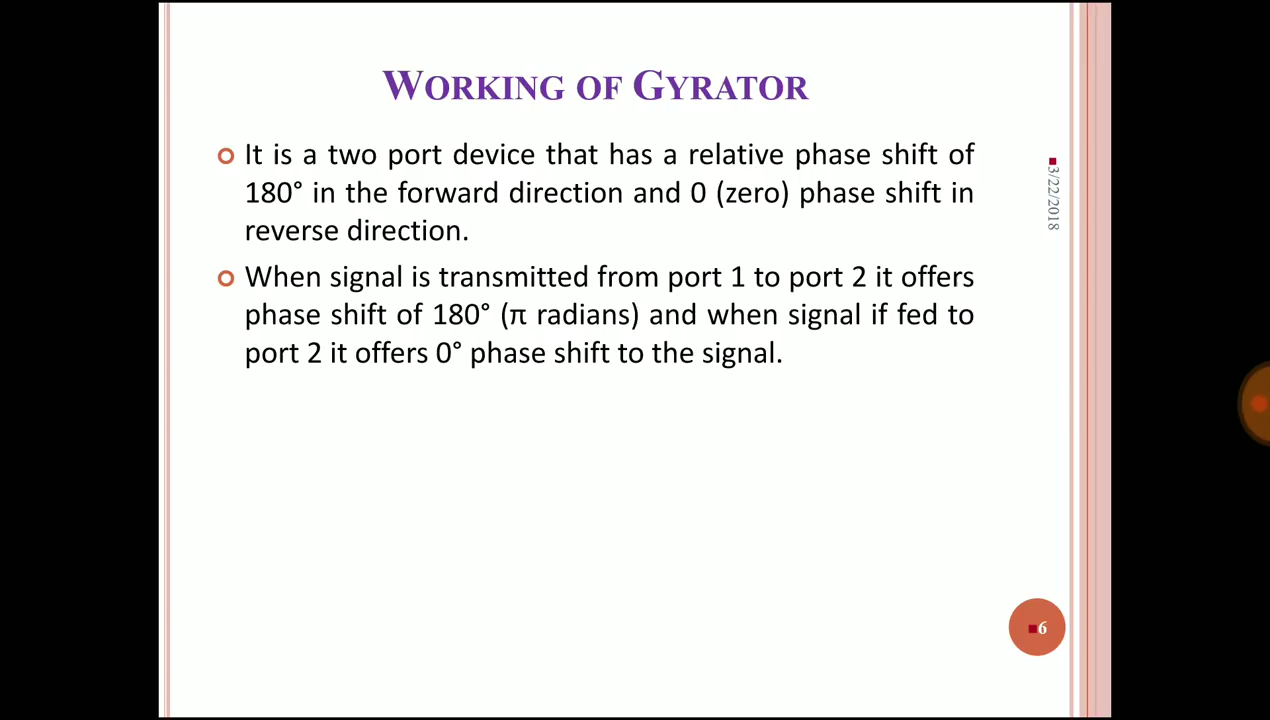 WORKING OF GYRATOR
It is a two port device that has a relative phase shift of
180° in the forward direction and 0 (zero) phase shift in
reverse direction.
When signal is transmitted from port 1 to port 2 it offers
phase shift of 180° (π radians) and when signal if fed to
port 2 it offers 0° phase shift to the signal.
3/22/2018
6